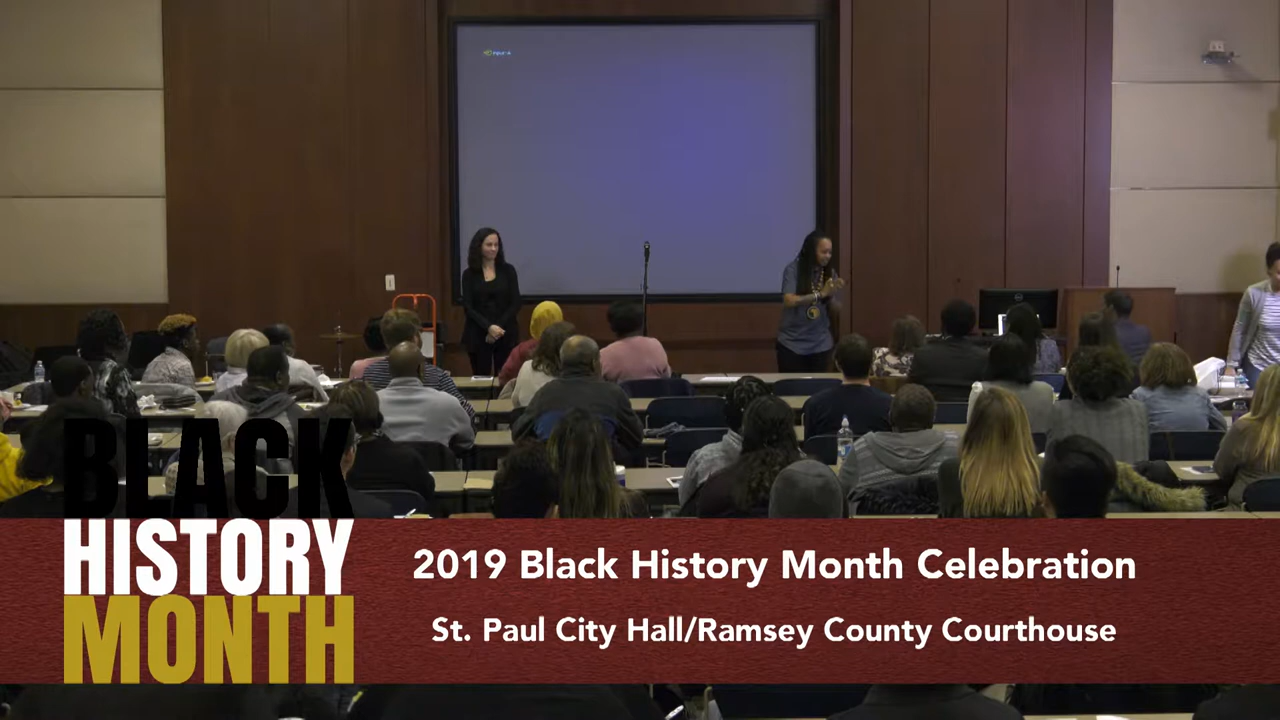 BLACK
HISTORY
MONTH
2019 Black History Month Celebration
St. Paul City Hall/Ramsey County Courthouse